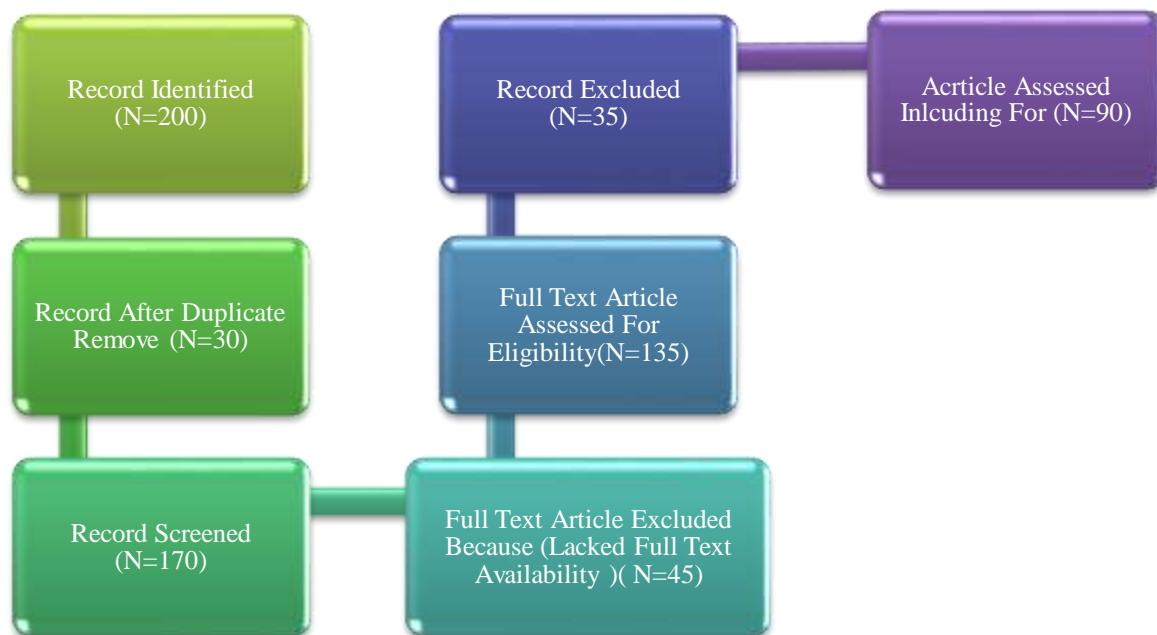 Record Identified
(N=200)
Record After Duplicate
Remove (N=30)
Record Screened
(N=170)
Full Text Article Excluded
Because (Lacked Full Text
Availability )( N=45)
Full Text Article
Assessed For
Eligibility(N=135)
Record Excluded
(N=35)
Acrticle Assessed
Inlcuding For (N=90)